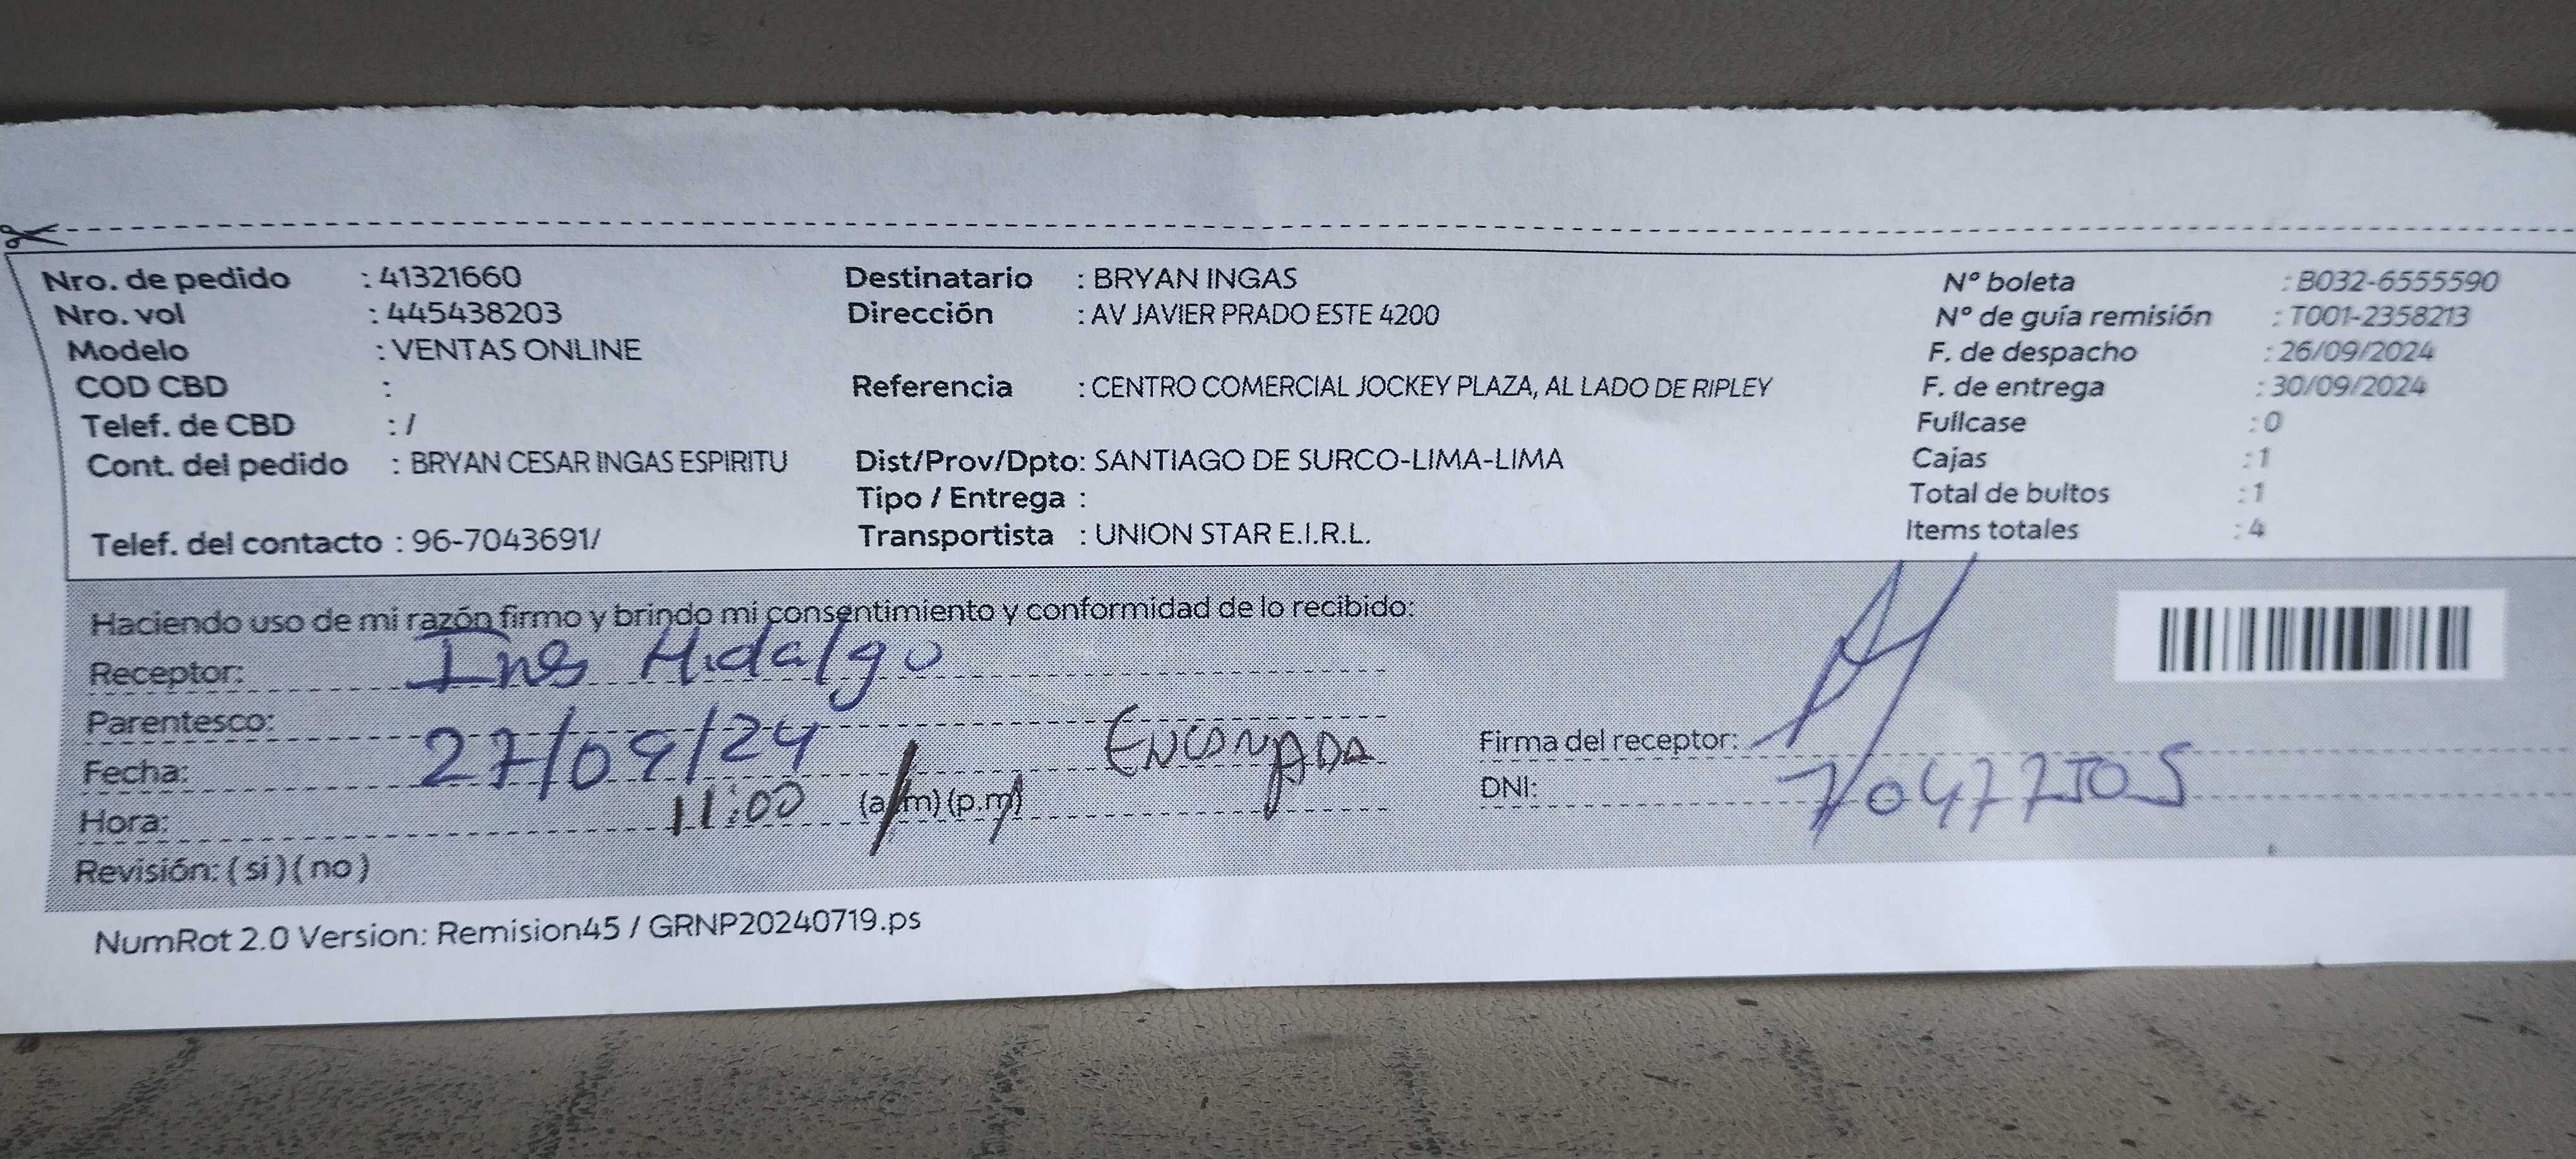 Nro. de pedido : 41321660
Nro. vol : 445438203
Modelo : VENTAS ONLINE
COD CBD :
Telef. de CBD : /
Cont. del pedido : BRYAN CESAR INGAS ESPIRITU
Telef. del contacto : 96-7043691/
Destinatario : BRYAN INGAS
Dirección : AV JAVIER PRADO ESTE 4200
Referencia : CENTRO COMERCIAL JOCKEY PLAZA, AL LADO DE RIPLEY
Dist/Prov/Dpto: SANTIAGO DE SURCO-LIMA-LIMA
Tipo / Entrega :
Transportista : UNION STAR E.I.R.L.
Nº boleta : B032-6555590
Nº de guía remisión : T001-2358213
F. de despacho : 26/09/2024
F. de entrega : 30/09/2024
Fullcase : 0
Cajas : 1
Total de bultos : 1
Items totales : 4
Haciendo uso de mi razón firmo y brindo mi consentimiento y conformidad de lo recibido:
Receptor: Ines Hidalgo
Parentesco:
Fecha: 27/09/24
Hora: 11:00 (a.m) (p.m)
Revisión: (si) (no)
Firma del receptor:
DNI:
NumRot 2.0 Version: Remision45 / GRNP20240719.ps